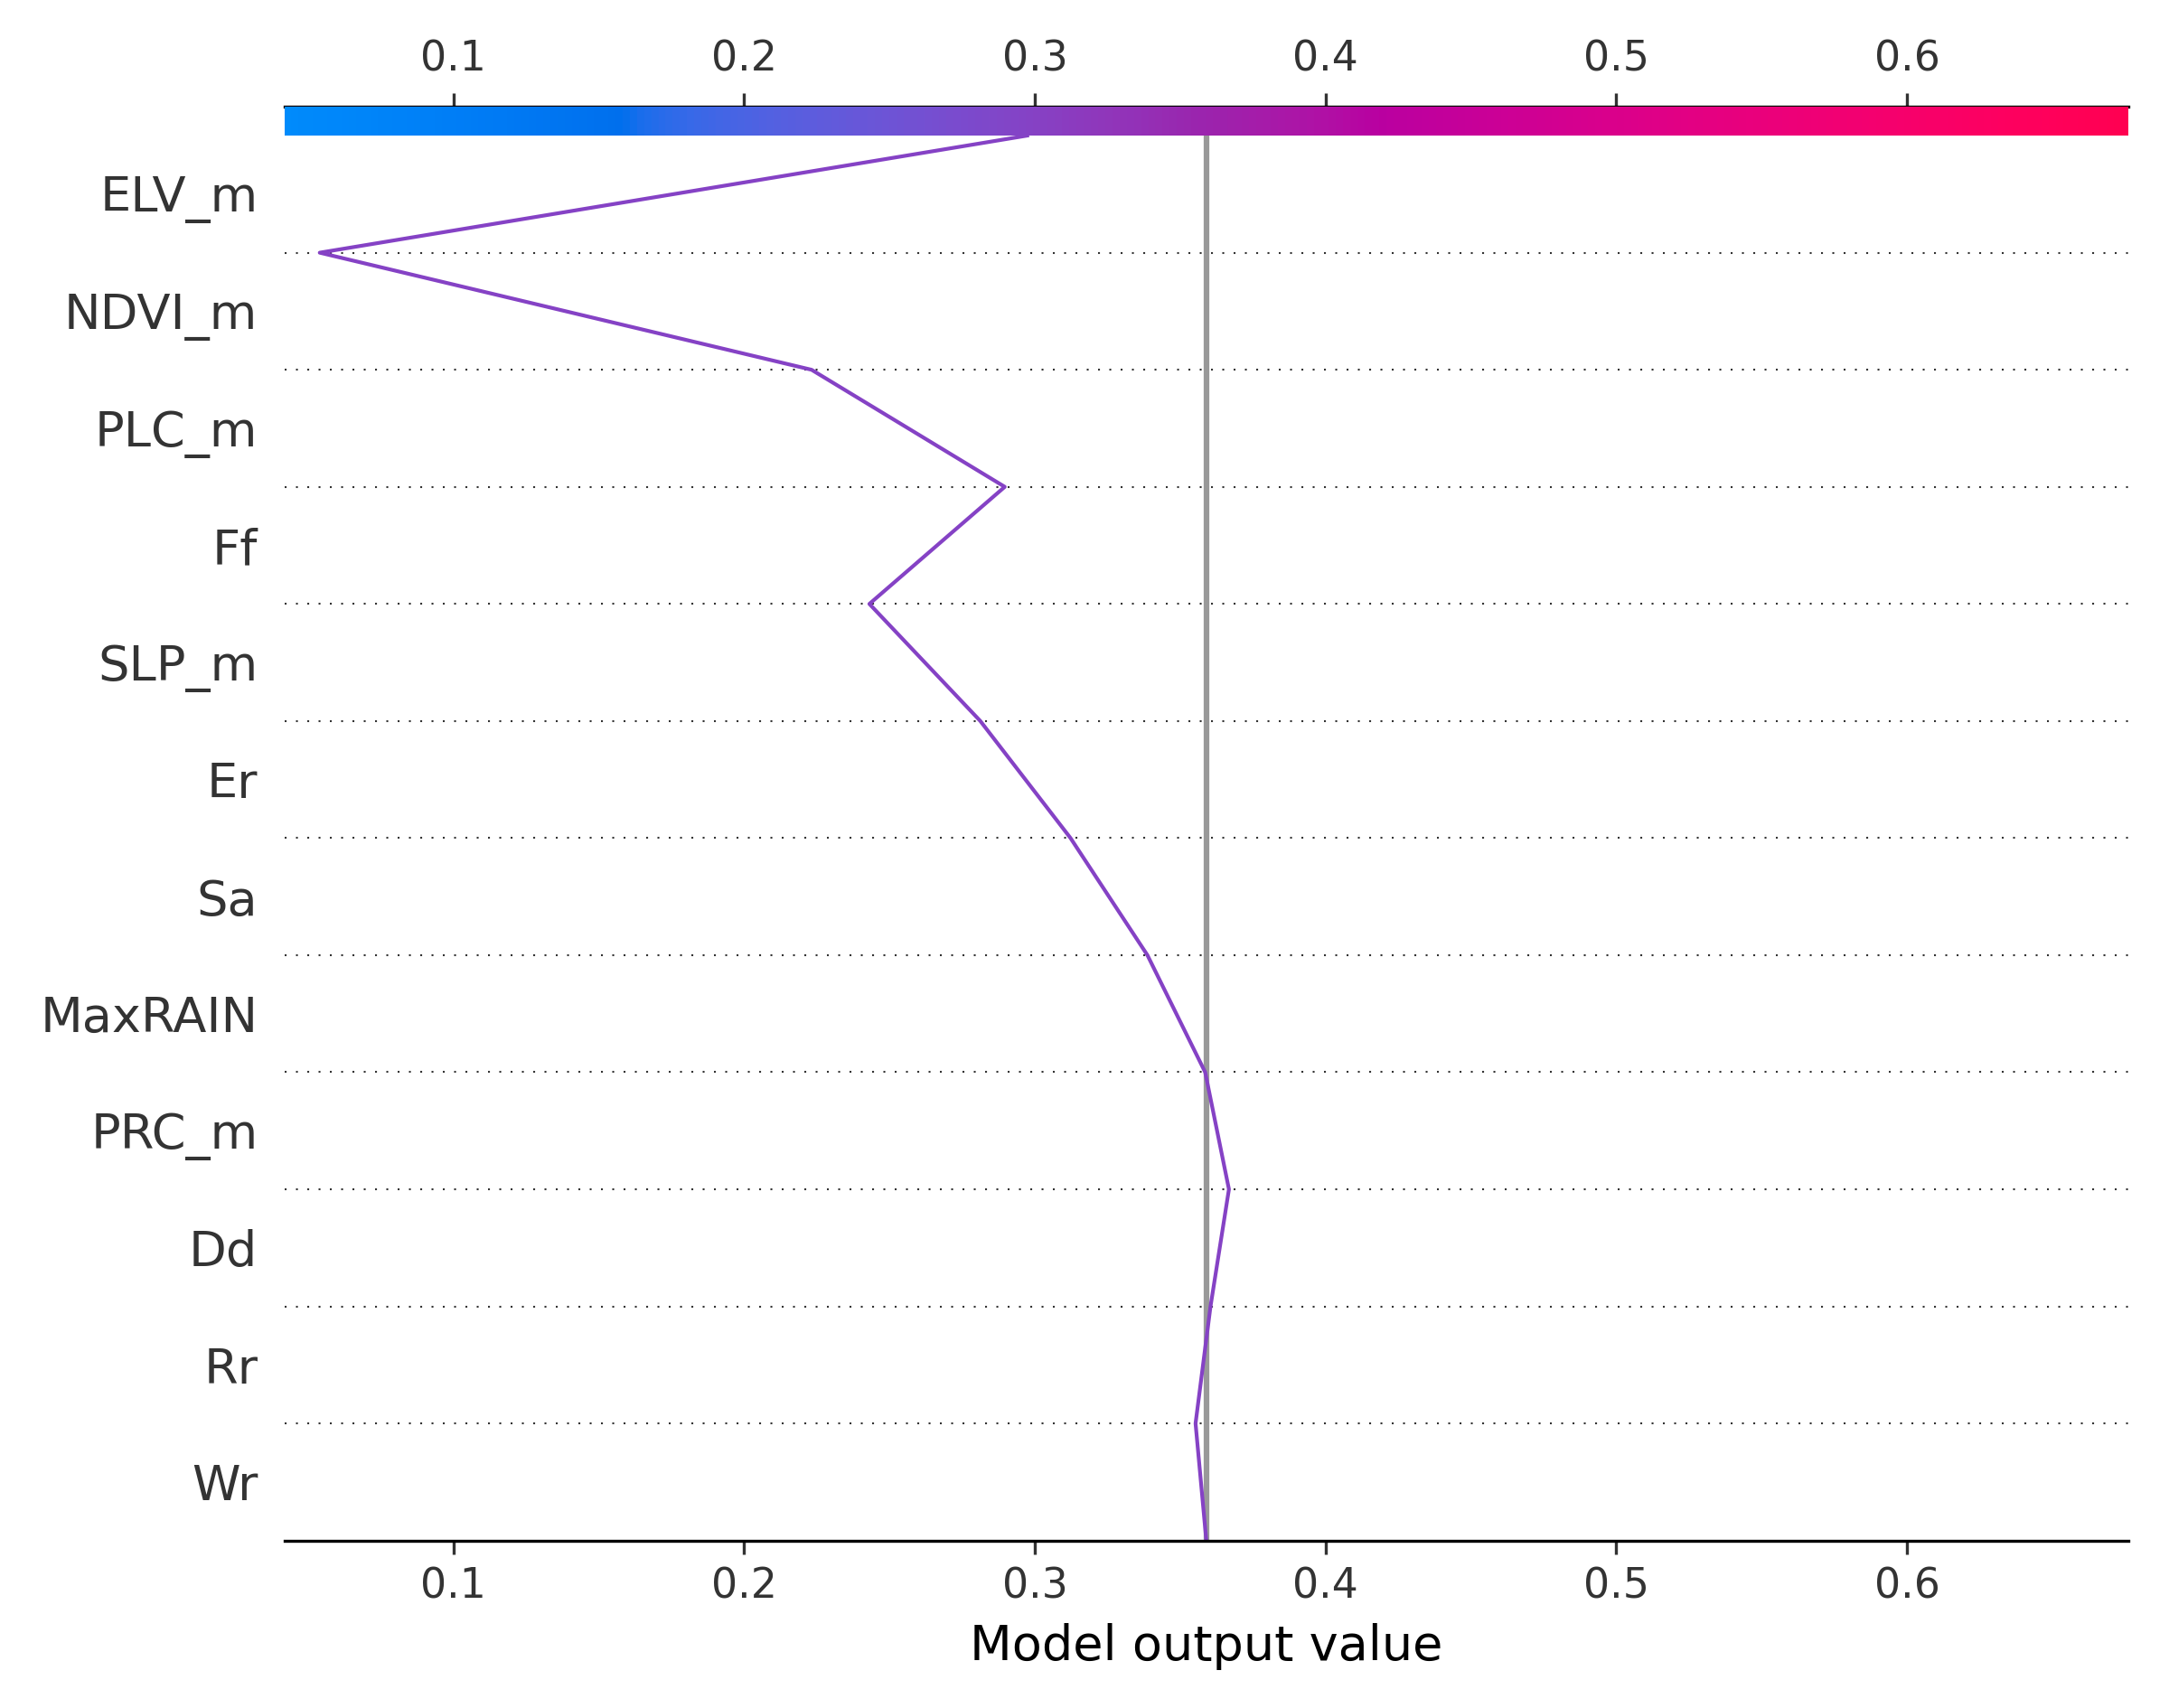 0.1 0.2 0.3 0.4 0.5 0.6
ELV_m
NDVI_m
PLC_m
Ff
SLP_m
Er
Sa
MaxRAIN
PRC_m
Dd
Rr
Wr
0.1 0.2 0.3 0.4 0.5 0.6
Model output value